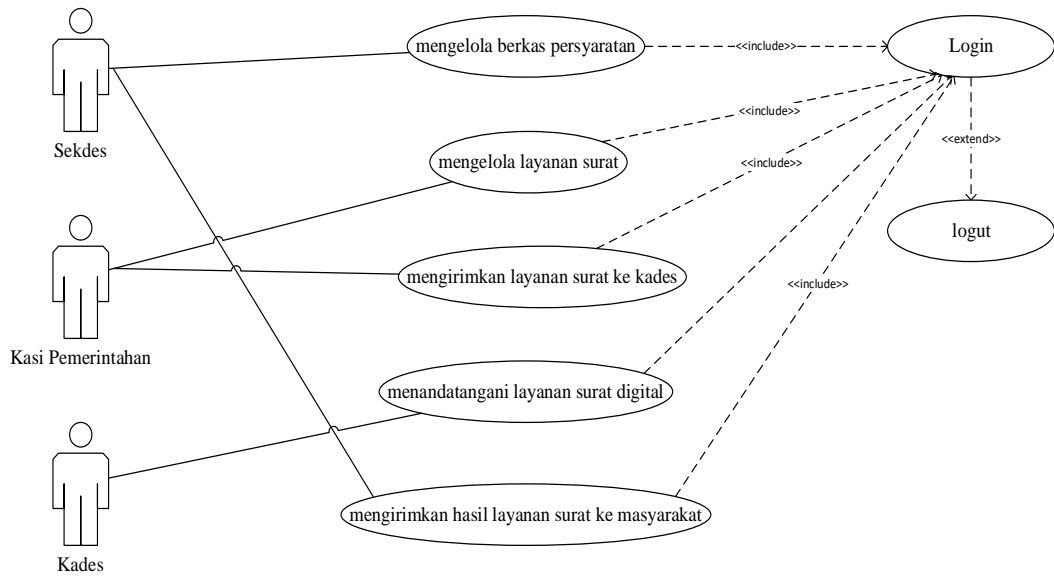 mengelola berkas persyaratan
<<include>>
Login
<<include>>
Sekdes
mengelola layanan surat
<<include>>
<<extend>>
logut
mengirimkan layanan surat ke kades
<<include>>
Kasi Pemerintahan
menandatangani layanan surat digital
mengirimkan hasil layanan surat ke masyarakat
Kades